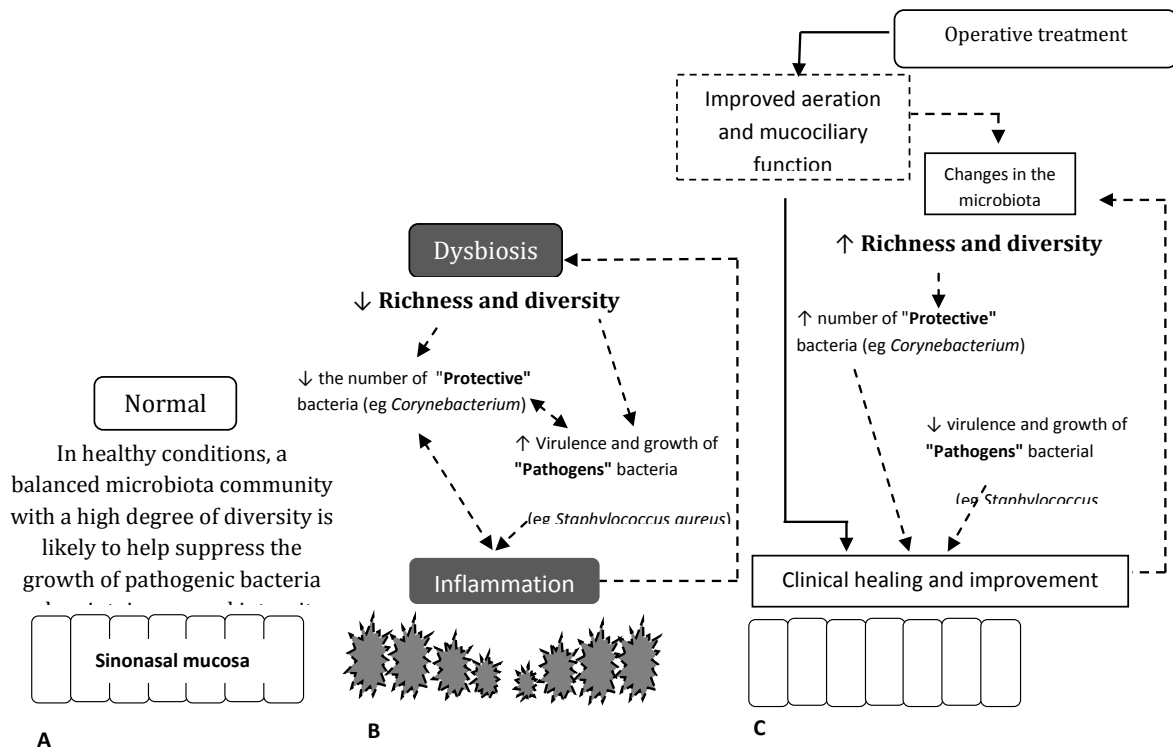 Normal
In healthy conditions, a
balanced microbiota community
with a high degree of diversity is
likely to help suppress the
growth of pathogenic bacteria
Sinonasal mucosa
A
Dysbiosis
↓ Richness and diversity
↓ the number of "Protective"
bacteria (eg Corynebacterium)
↑ Virulence and growth of
"Pathogens" bacteria
(eg Staphylococcus aureus)
Inflammation
B
Operative treatment
Improved aeration
and mucociliary
function
Changes in the
microbiota
↑ Richness and diversity
↑ number of "Protective"
bacteria (eg Corynebacterium)
↓ virulence and growth of
"Pathogens" bacterial
(eg Staphylococcus
Clinical healing and improvement
C